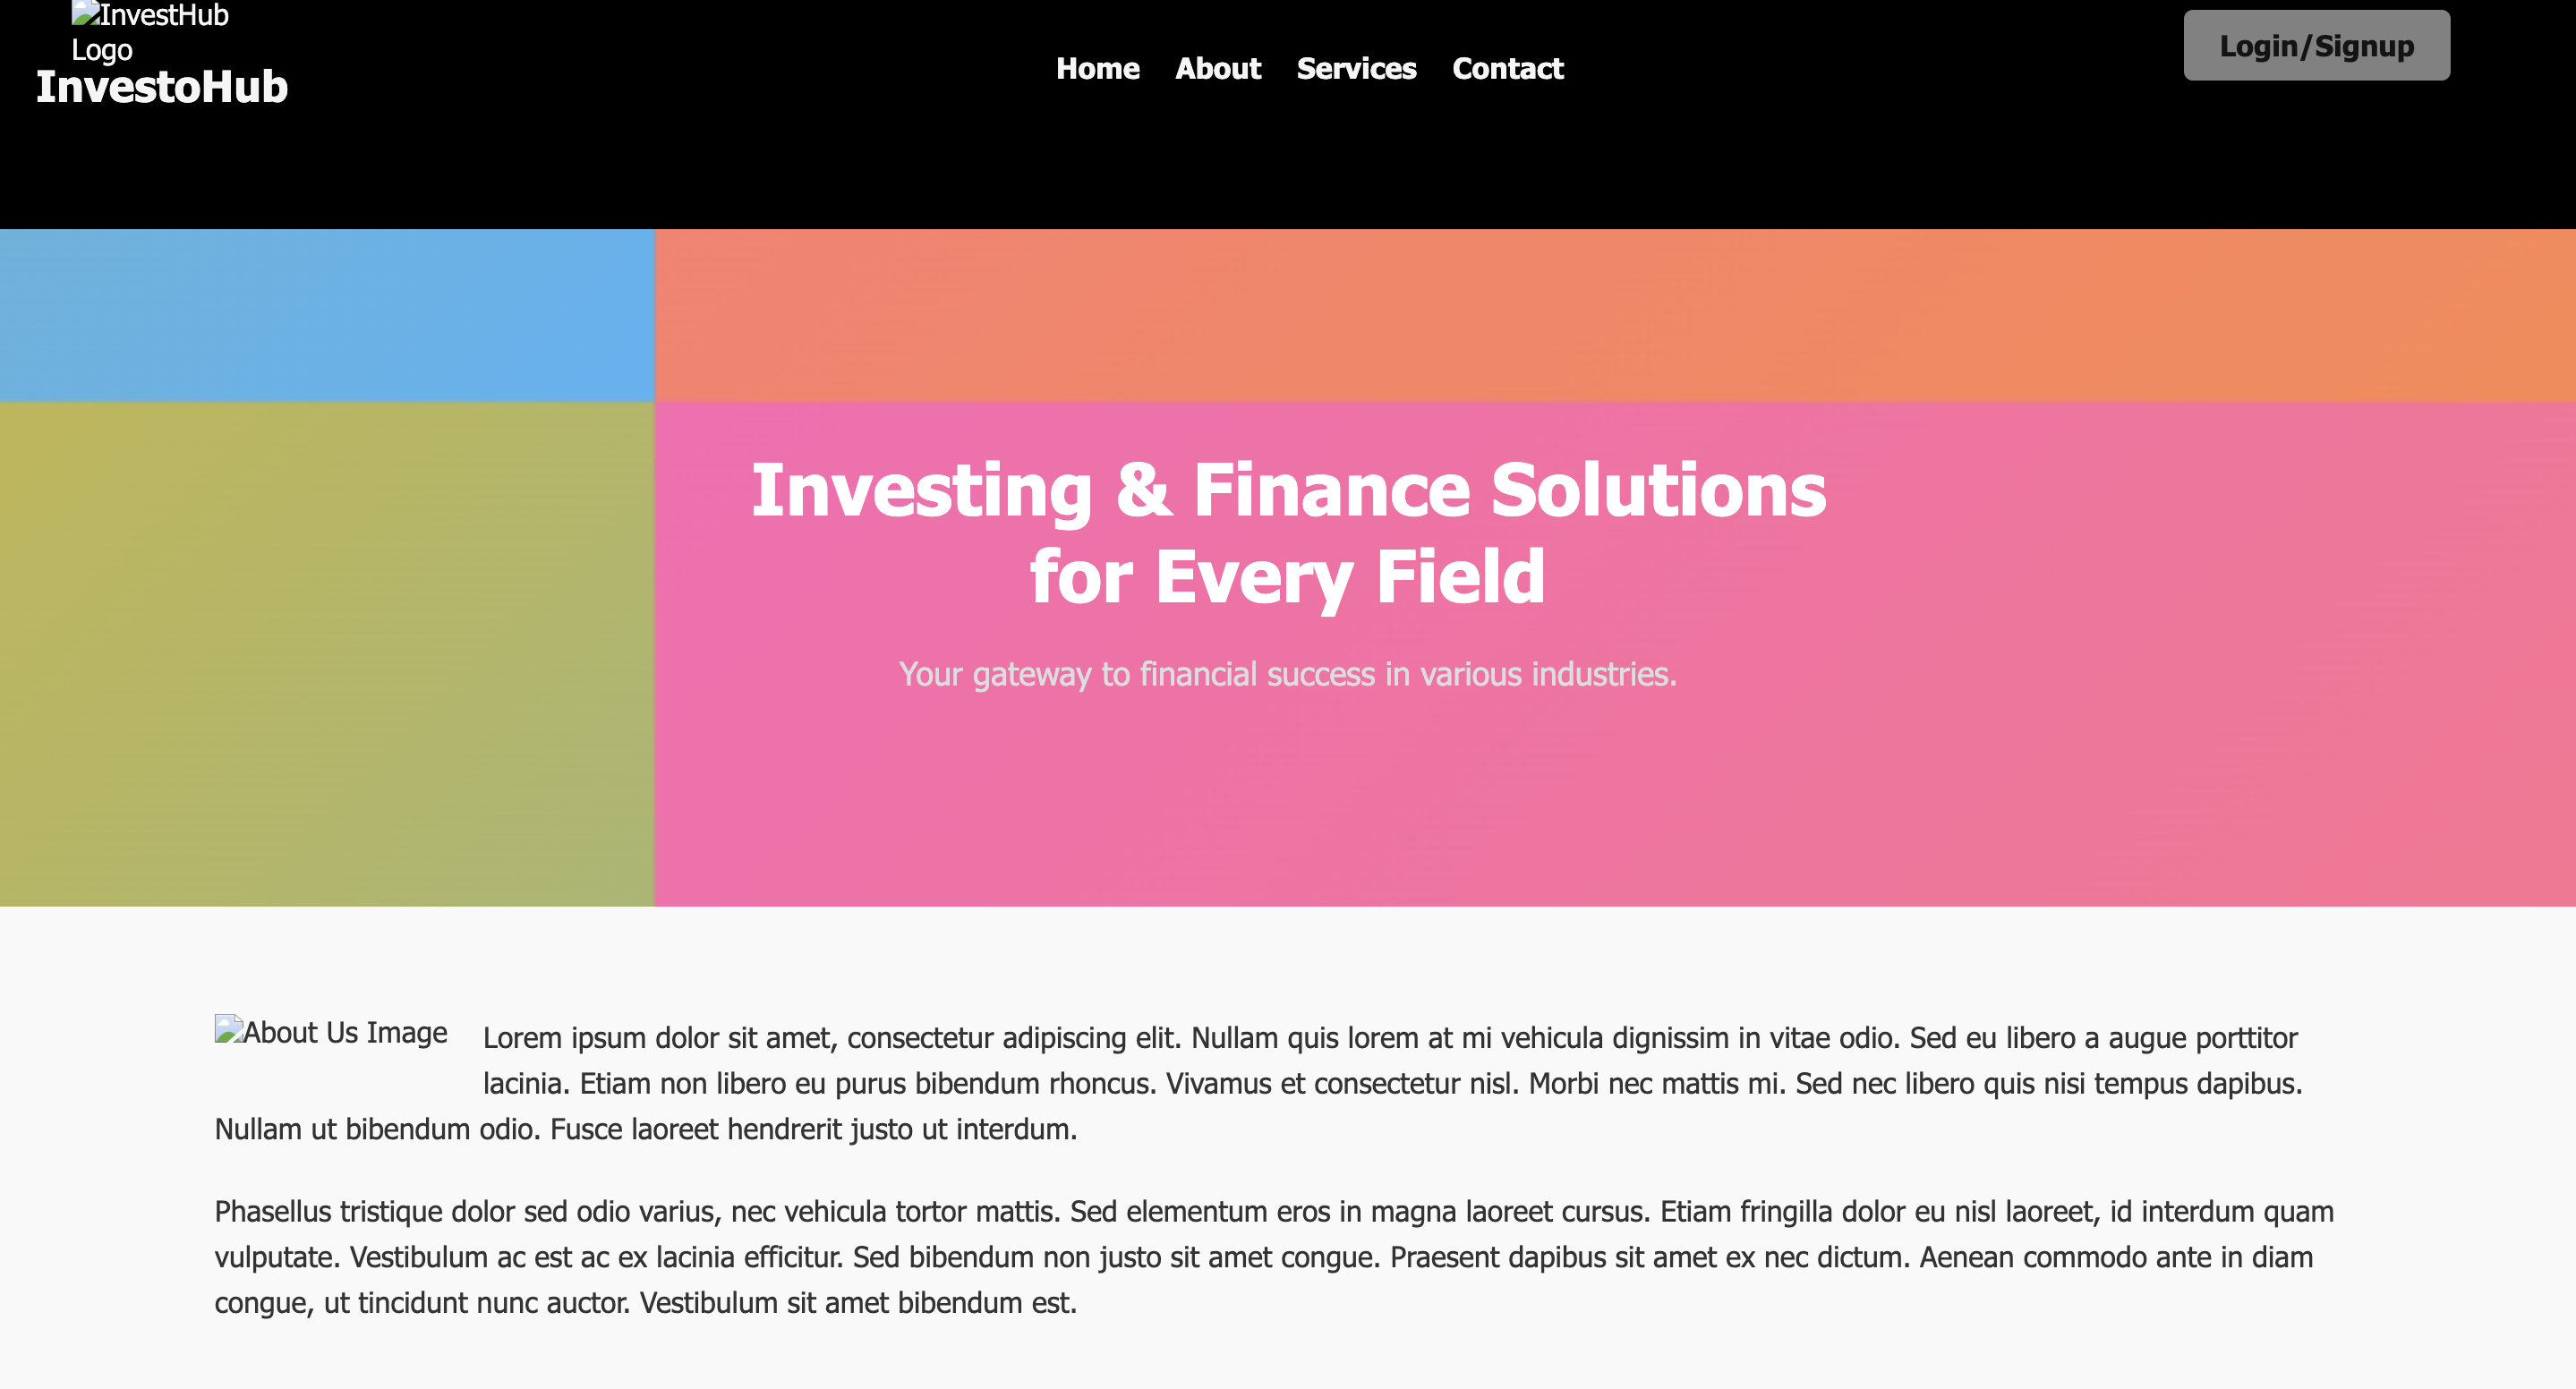 InvestHub
Logo
InvestoHub
Home About Services Contact
Login/Signup
Investing & Finance Solutions
for Every Field
Your gateway to financial success in various industries.
About Us Image
Lorem ipsum dolor sit amet, consectetur adipiscing elit. Nullam quis lorem at mi vehicula dignissim in vitae odio. Sed eu libero a augue porttitor
lacinia. Etiam non libero eu purus bibendum rhoncus. Vivamus et consectetur nisl. Morbi nec mattis mi. Sed nec libero quis nisi tempus dapibus.
Nullam ut bibendum odio. Fusce laoreet hendrerit justo ut interdum.
Phasellus tristique dolor sed odio varius, nec vehicula tortor mattis. Sed elementum eros in magna laoreet cursus. Etiam fringilla dolor eu nisl laoreet, id interdum quam
vulputate. Vestibulum ac est ac ex lacinia efficitur. Sed bibendum non justo sit amet congue. Praesent dapibus sit amet ex nec dictum. Aenean commodo ante in diam
congue, ut tincidunt nunc auctor. Vestibulum sit amet bibendum est.